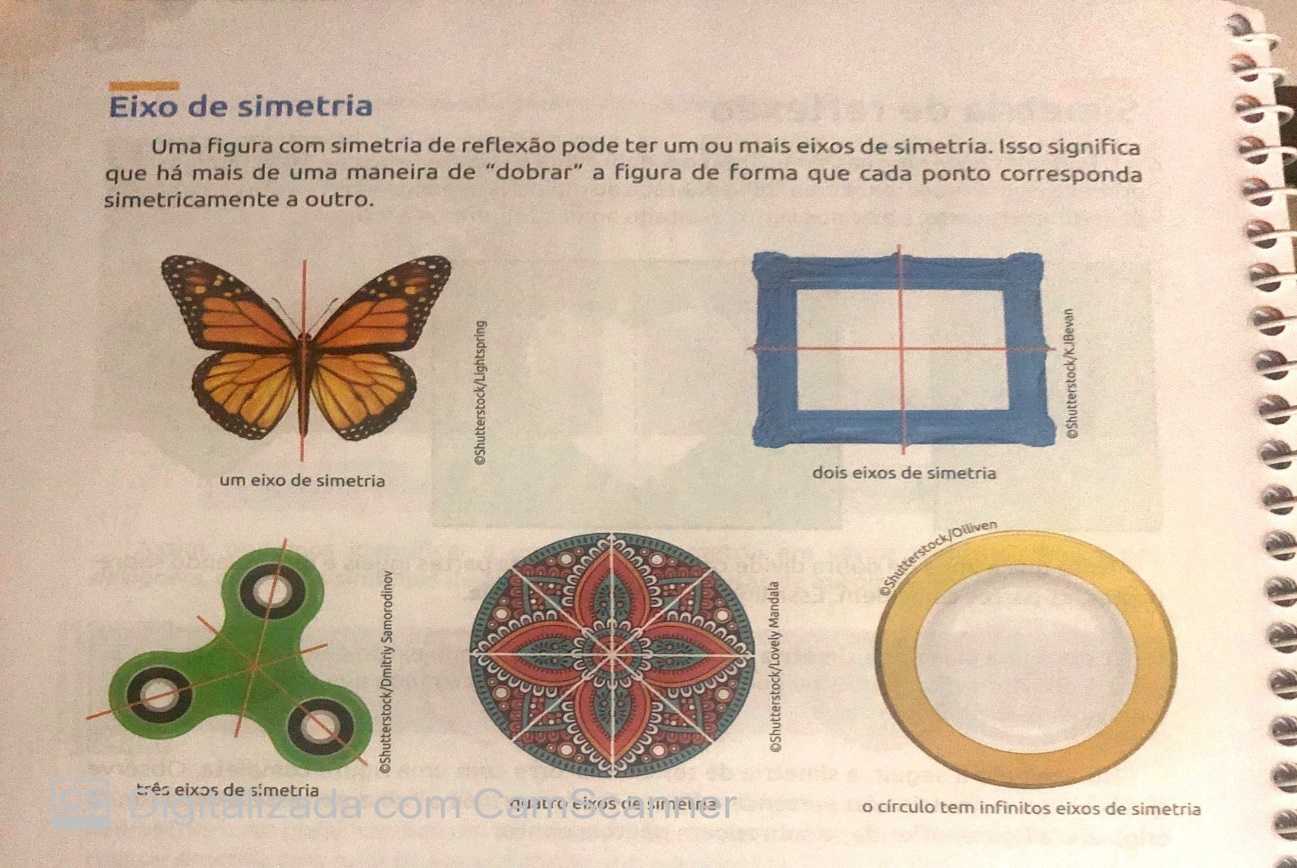 Eixo de simetria
Uma figura com simetria de reflexão pode ter um ou mais eixos de simetria. Isso significa
que há mais de uma maneira de “dobrar” a figura de forma que cada ponto corresponda
simetricamente a outro.
©Shutterstock/Lightspring
©Shutterstock/KJBevan
um eixo de simetria
dois eixos de simetria
©Shutterstock/Dmitriy Samorodinov
©Shutterstock/Lovely Mandala
©Shutterstock/Olliven
três eixos de simetria
quatro eixos de simetria
o círculo tem infinitos eixos de simetria
CS Digitalizada com CamScanner